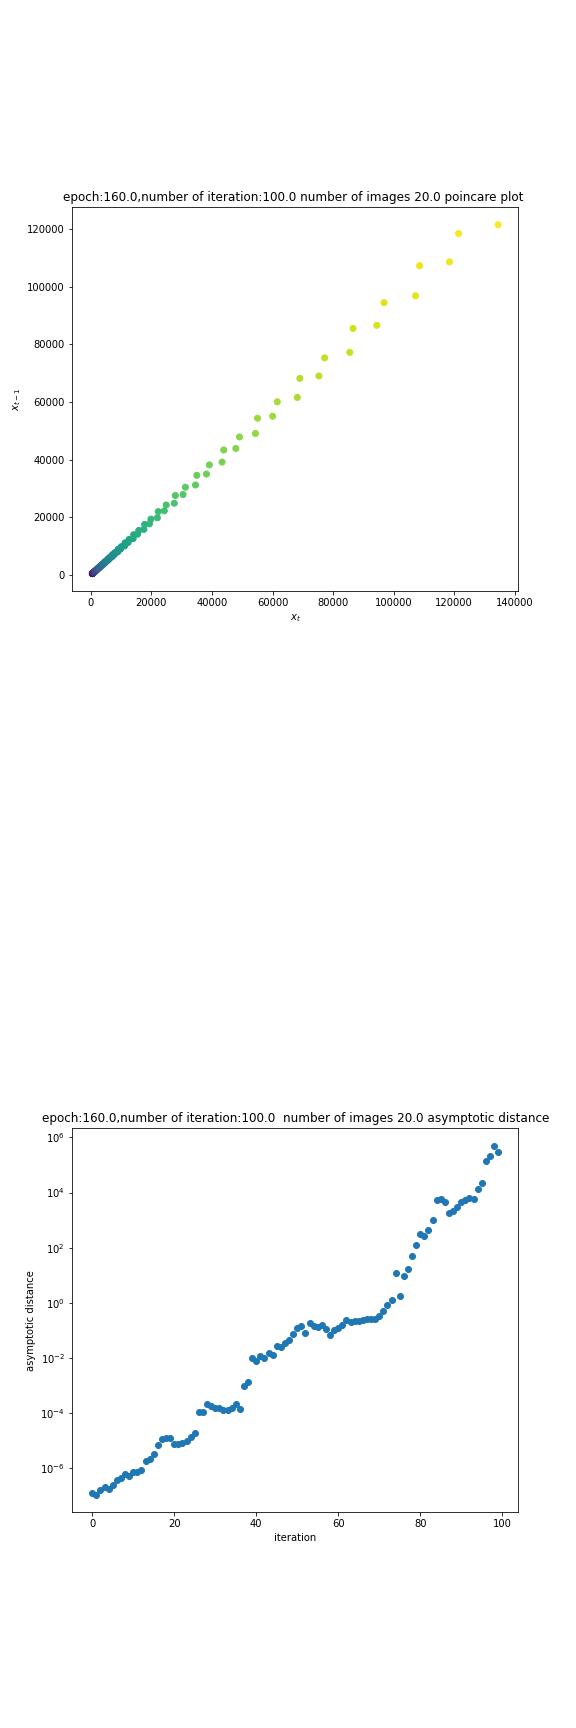 epoch:160.0,number of iteration:100.0 number of images 20.0 poincare plot
120000
100000
80000
60000
40000
20000
0
x_{t-1}
0 20000 40000 60000 80000 100000 120000 140000
x_t
epoch:160.0,number of iteration:100.0  number of images 20.0 asymptotic distance
10^6
10^4
10^2
10^0
10^-2
10^-4
10^-6
asymptotic distance
0 20 40 60 80 100
iteration